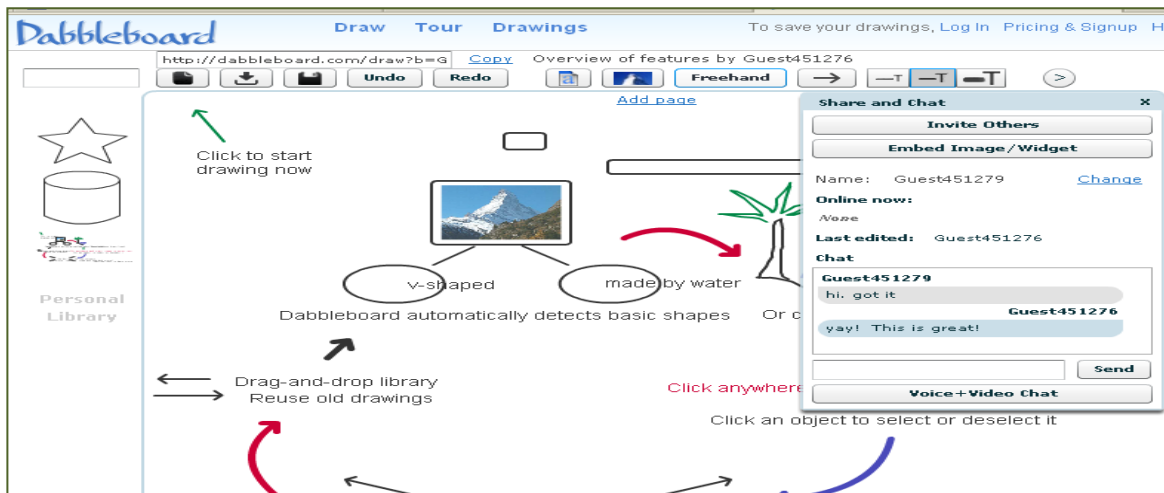 Dabbleboard
Draw Tour Drawings
To save your drawings, Log In Pricing & Signup H
http://dabbleboard.com/draw?b=G Copy Overview of features by Guest451276
Undo Redo a Freehand —T —T —T >
Add page
Click to start
drawing now
v-shaped
made by water
Dabbleboard automatically detects basic shapes
Or c
Personal
Library
Drag-and-drop library
Reuse old drawings
Click anywhere
Click an object to select or deselect it
Share and Chat x
Invite Others
Embed Image/Widget
Name: Guest451279 Change
Online now:
None
Last edited: Guest451276
Chat
Guest451279
hi. got it
Guest451276
yay! This is great!
Send
Voice+Video Chat